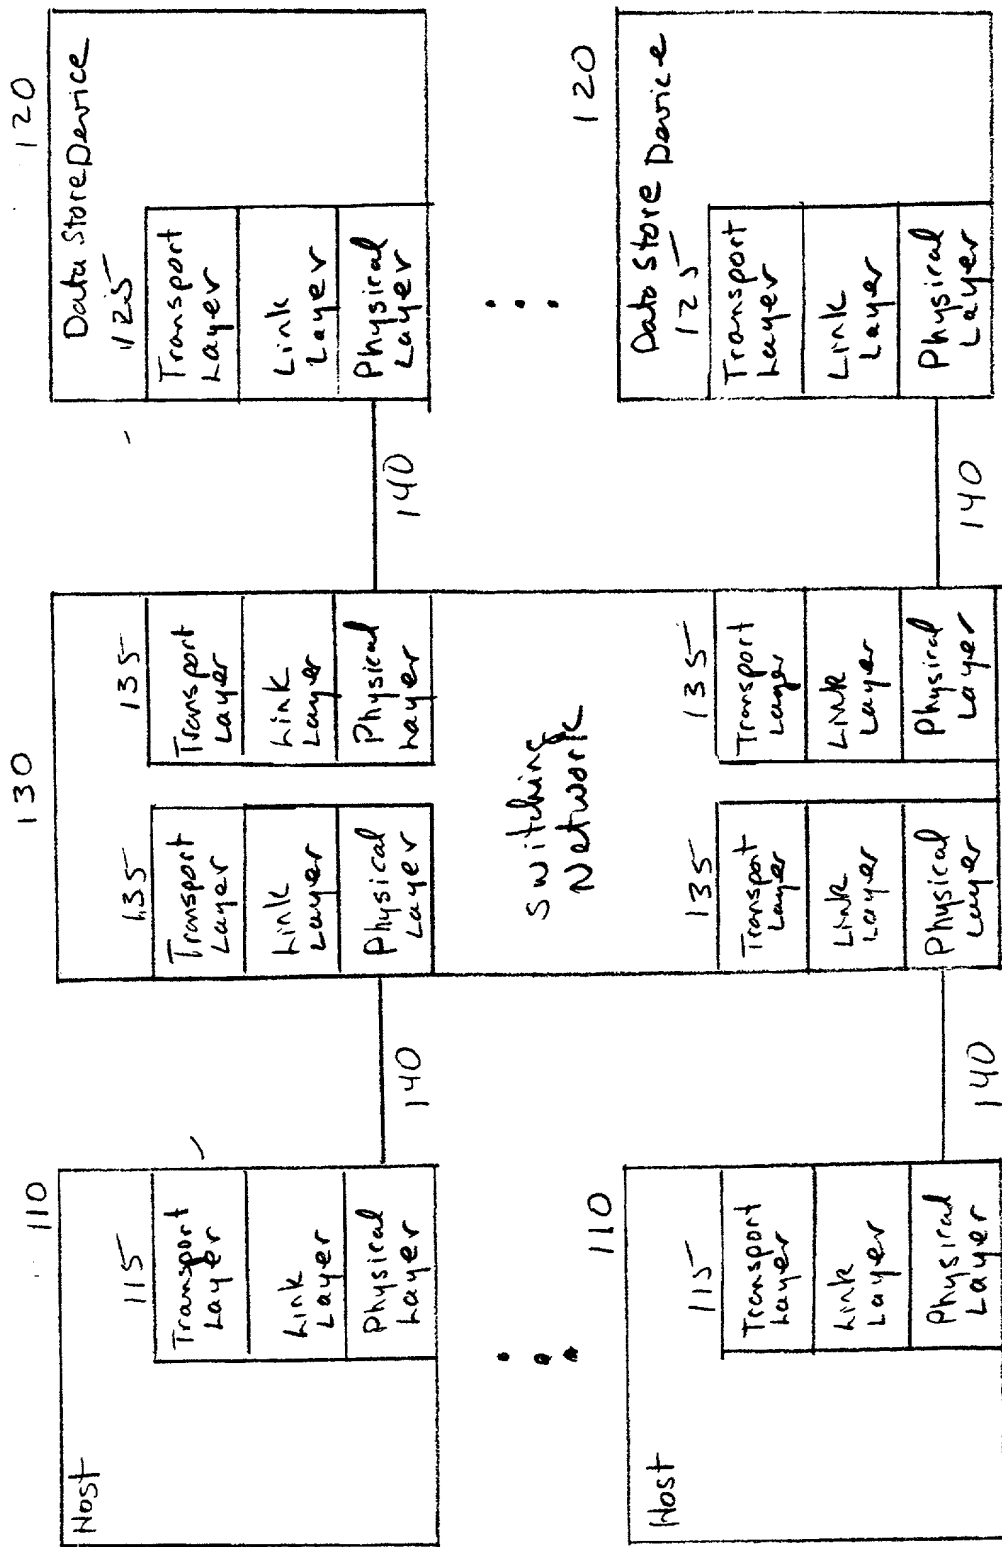 110
Host
115
Transport
Layer
Link
Layer
Physical
Layer
140
130
135
Transport
Layer
Link
Layer
Physical
Layer
135
Transport
Layer
Link
Layer
Physical
Layer
140
120
Data Store Device
125
Transport
Layer
Link
Layer
Physical
Layer
Switching
Network
110
Host
115
Transport
Layer
Link
Layer
Physical
Layer
140
135
Transport
Layer
Link
Layer
Physical
Layer
135
Transport
Layer
Link
Layer
Physical
Layer
140
120
Data Store Device
125
Transport
Layer
Link
Layer
Physical
Layer